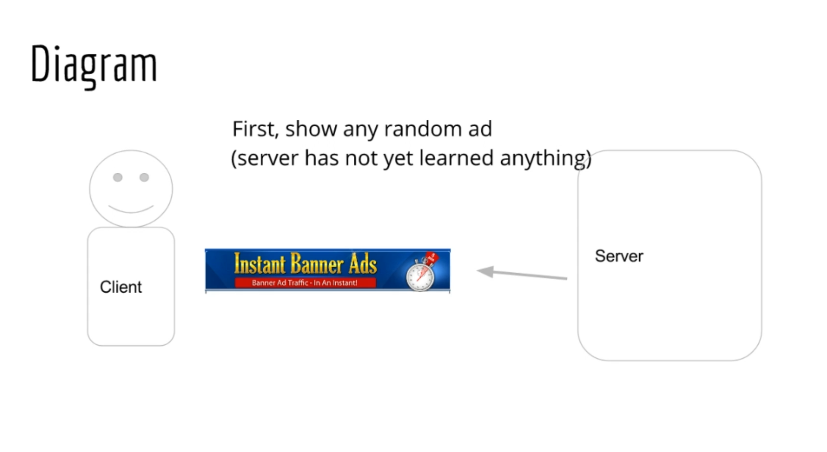 Diagram
First, show any random ad
(server has not yet learned anything)
Instant Banner Ads
Banner Ad Traffic - In An Instant!
Client
Server